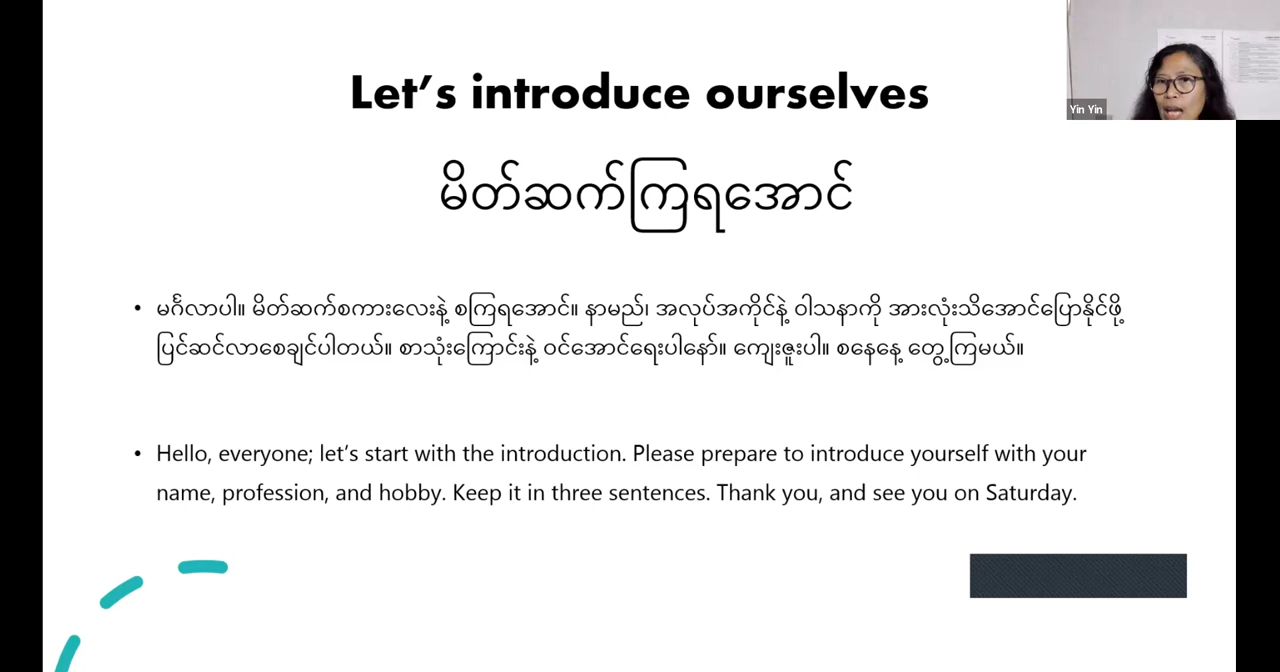 Let's introduce ourselves
Yin Yin
မိတ်ဆက်ကြရအောင်
• မင်္ဂလာပါ။ မိတ်ဆက်စကားလေးနဲ့ စကြရအောင်။ နာမည်၊ အလုပ်အကိုင်နဲ့ ဝါသနာကို အားလုံးသိအောင်ပြောနိုင်ဖို့
ပြင်ဆင်လာစေချင်ပါတယ်။ စာသုံးကြောင်းနဲ့ ဝင်အောင်ရေးပါနော်။ ကျေးဇူးပါ။ စနေနေ့ တွေ့ကြမယ်။
• Hello, everyone; let's start with the introduction. Please prepare to introduce yourself with your
name, profession, and hobby. Keep it in three sentences. Thank you, and see you on Saturday.